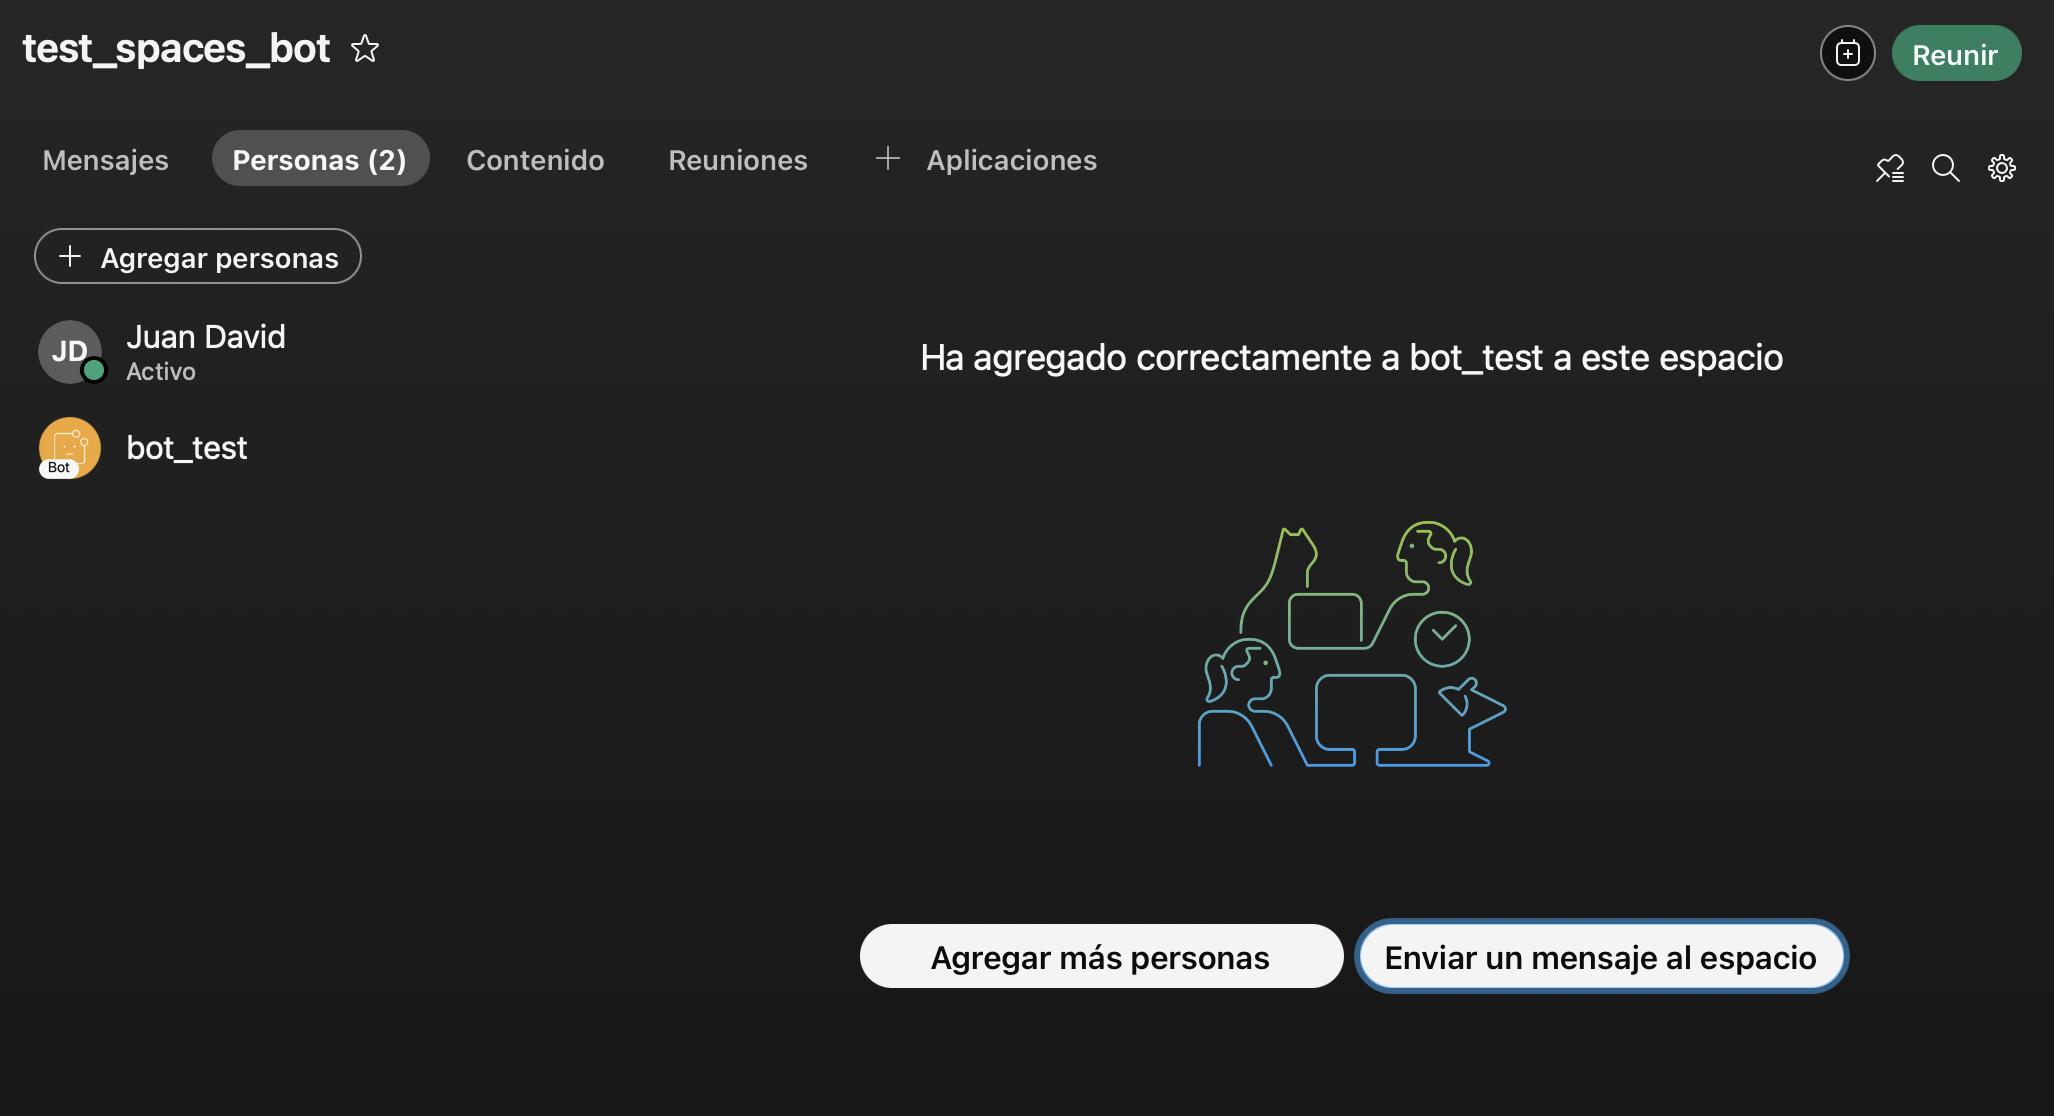 test_spaces_bot
Reunir
Mensajes
Personas (2)
Contenido
Reuniones
Aplicaciones
Agregar personas
JD
Juan David
Activo
Bot
bot_test
Ha agregado correctamente a bot_test a este espacio
Agregar más personas
Enviar un mensaje al espacio